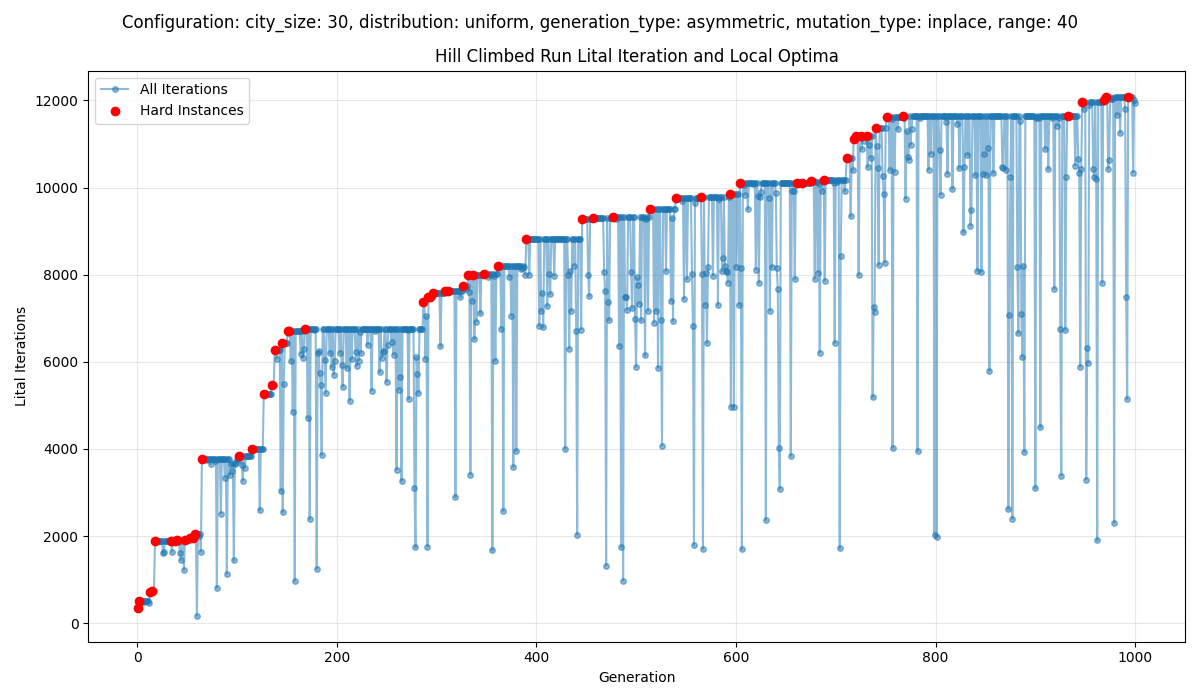 Configuration: city_size: 30, distribution: uniform, generation_type: asymmetric, mutation_type: inplace, range: 40
Hill Climbed Run Lital Iteration and Local Optima
All Iterations
Hard Instances
Lital Iterations
12000
10000
8000
6000
4000
2000
0
0 200 400 600 800 1000
Generation